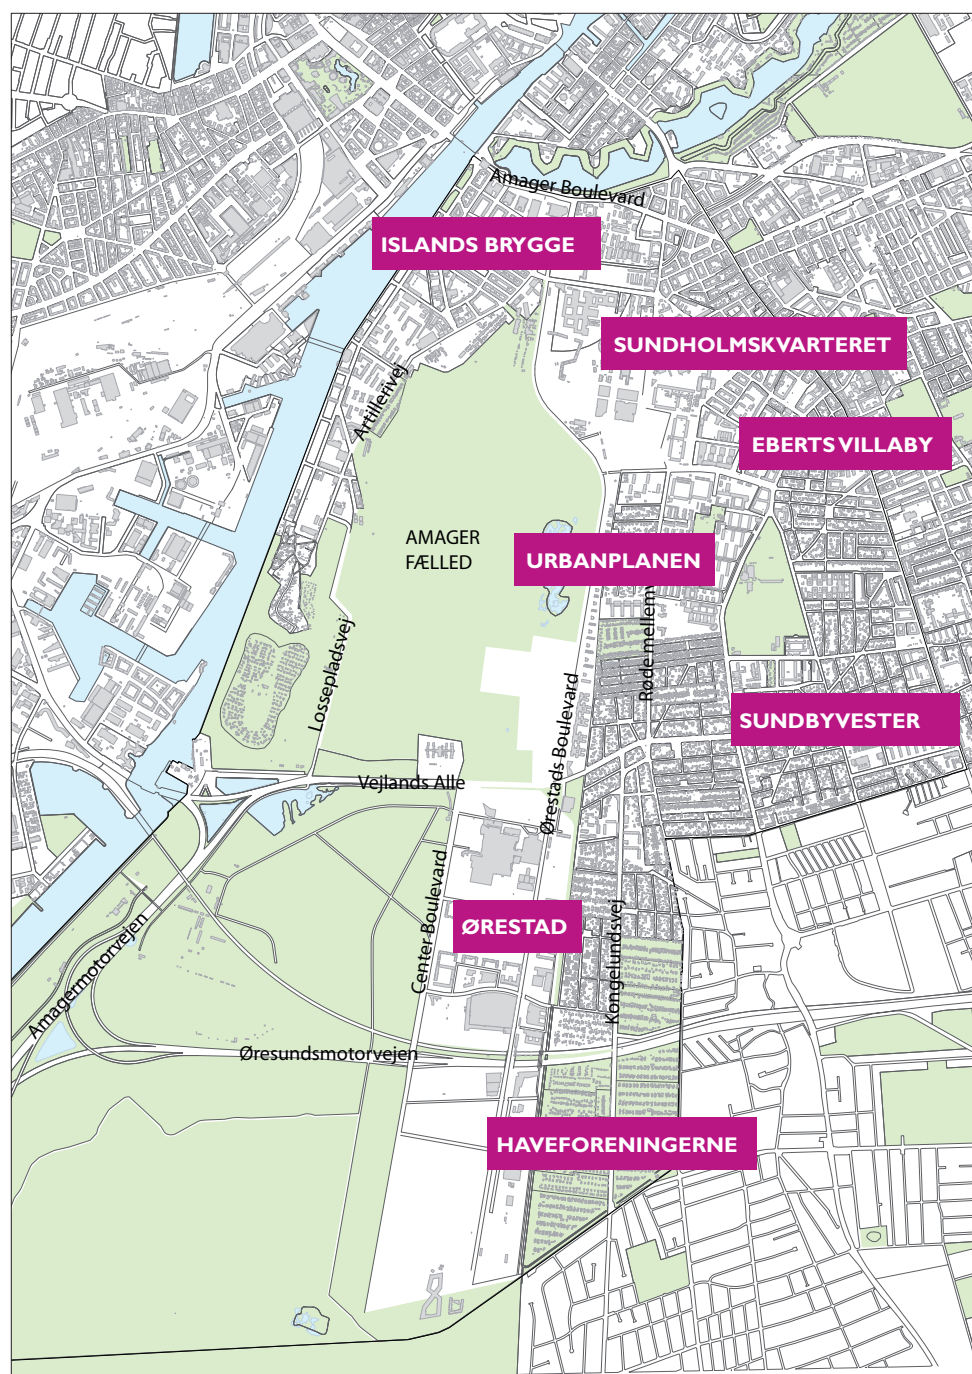 Amager Boulevard
ISLANDS BRYGGE
SUNDHOLMSKVARTERET
Artillerivej
EBERTS VILLABY
AMAGER
FÆLLED
URBANPLANEN
Røde mellemv
Lossepladsvej
SUNDBYVESTER
Ørestads Boulevard
Vejlands Alle
Center Boulevard
ØRESTAD
Kongelundsvej
Amagermotorvejen
Øresundsmotorvejen
HAVEFORENINGERNE